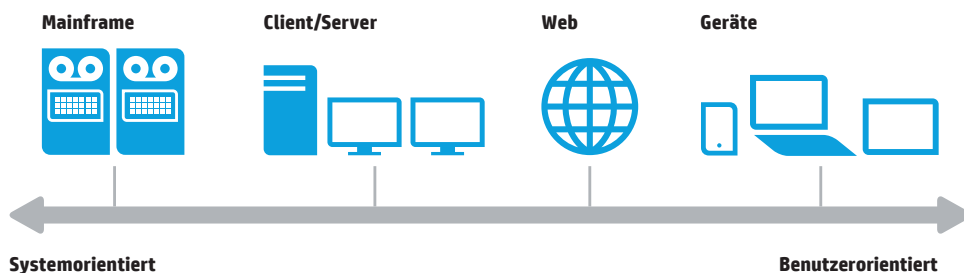 Mainframe
Client/Server
Web
Geräte
Systemorientiert
Benutzerorientiert